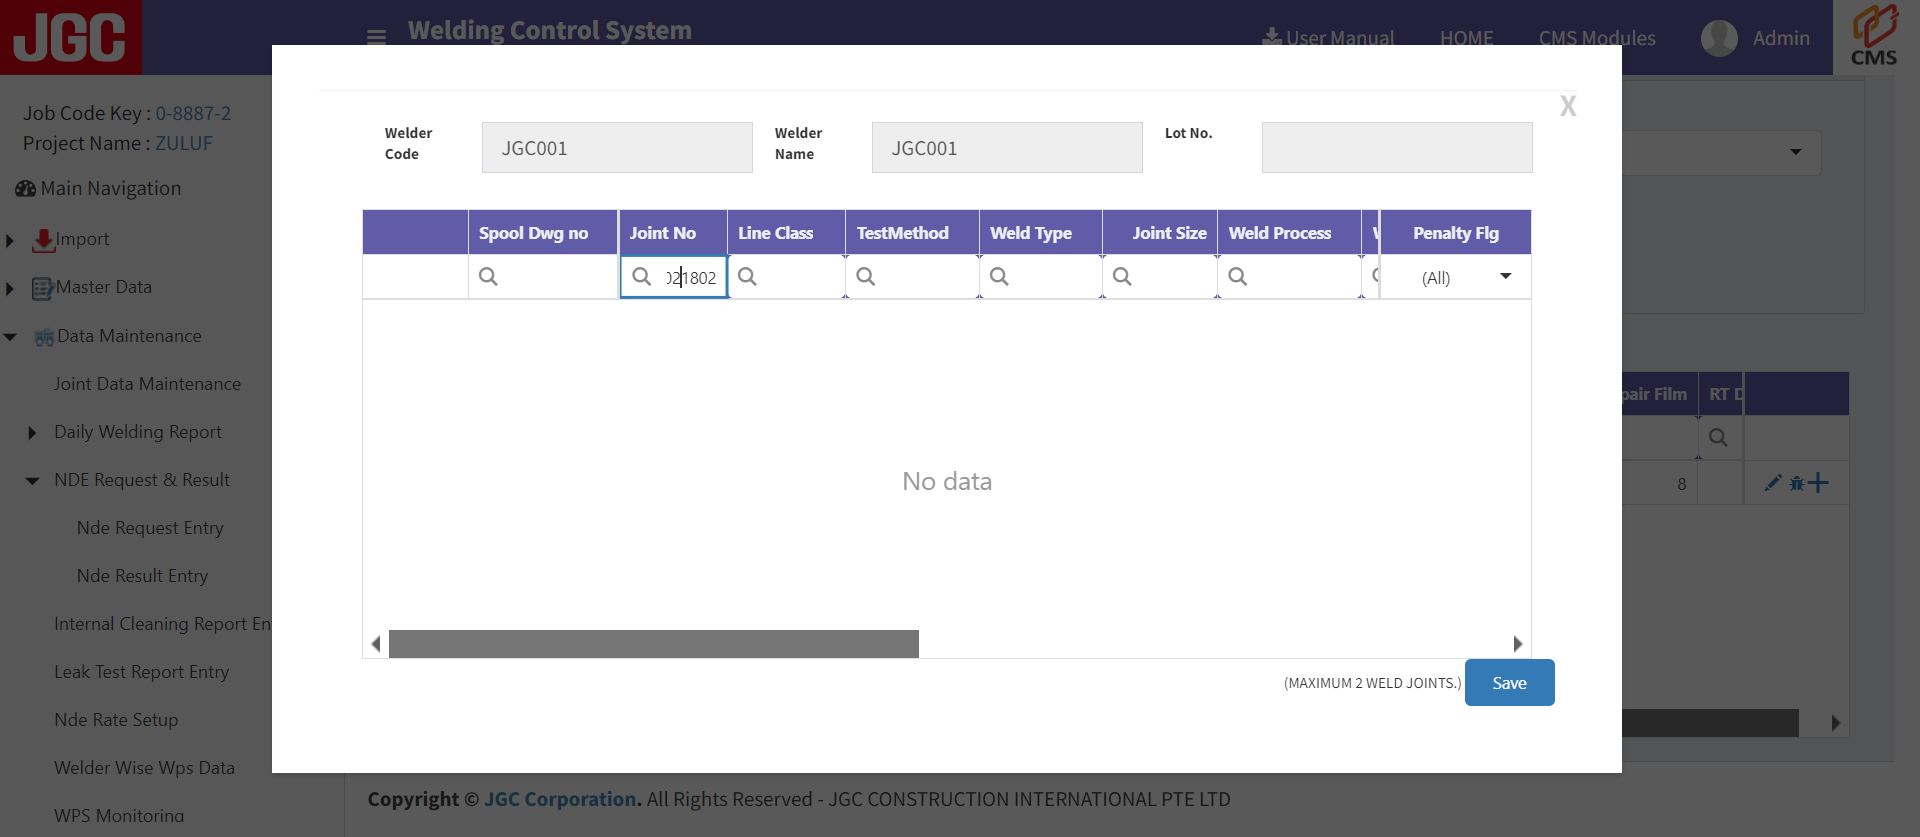 JGC
Welding Control System
User Manual
HOME
CMS Modules
Admin
CMS
Job Code Key : 0-8887-2
Project Name : ZULUF
Main Navigation
Import
Master Data
Data Maintenance
Joint Data Maintenance
Daily Welding Report
NDE Request & Result
Nde Request Entry
Nde Result Entry
Internal Cleaning Report En
Leak Test Report Entry
Nde Rate Setup
Welder Wise Wps Data
WPS Monitoring
X
Welder Code
JGC001
Welder Name
JGC001
Lot No.
Spool Dwg no
Joint No
Line Class
TestMethod
Weld Type
Joint Size
Weld Process
Penalty Flg
021802
(All)
No data
(MAXIMUM 2 WELD JOINTS.)
Save
pair Film
RT D
8
Copyright © JGC Corporation. All Rights Reserved - JGC CONSTRUCTION INTERNATIONAL PTE LTD